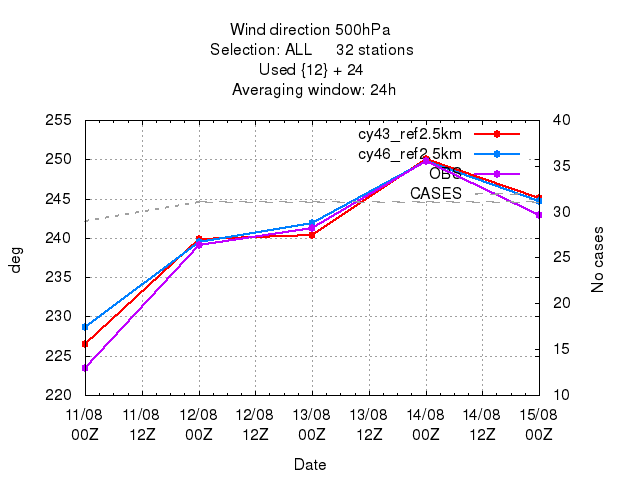 Wind direction 500hPa
Selection: ALL 32 stations
Used {12} + 24
Averaging window: 24h
255
250
245
240
235
230
225
220
deg
40
35
30
25
20
15
10
No cases
cy43_ref2.5km
cy46_ref2.5km
OBS
CASES
11/08 11/08 12/08 12/08 13/08 13/08 14/08 14/08 15/08
00Z 12Z 00Z 12Z 00Z 12Z 00Z 12Z 00Z
Date